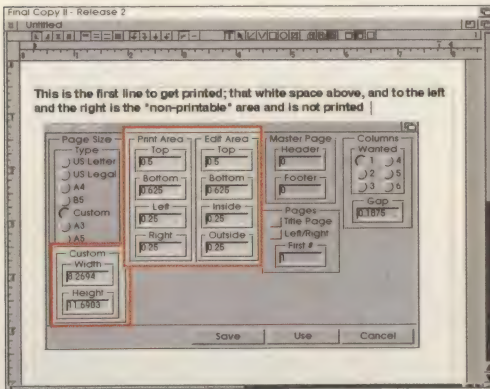 Final Copy II - Release 2
Untitled
This is the first line to get printed; that white space above, and to the left
and the right is the "non-printable" area and is not printed
Page Size
Type
US Letter
US Legal
A4
B5
Custom
A3
A5
Custom
Width
8.2694
Height
11.6903
Print Area
Top
0.5
Bottom
0.625
Left
0.25
Right
0.25
Edit Area
Top
0.5
Bottom
0.625
Inside
0.25
Outside
0.25
Master Page
Header
0
Footer
0
Pages
Title Page
Left/Right
First #
1
Columns
Wanted
1 4
2 5
3 6
Gap
0.1875
Save Use Cancel